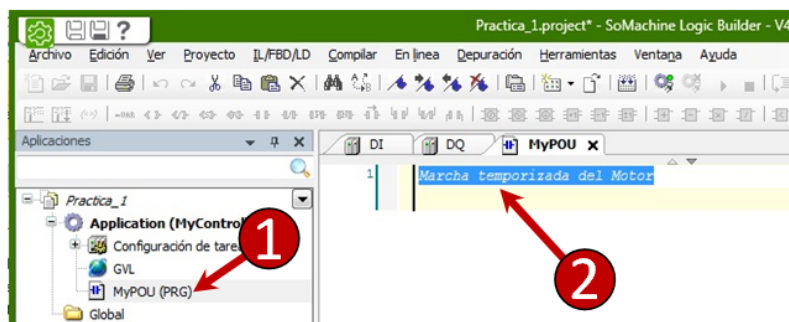 ?
Practica_1.project* - SoMachine Logic Builder - V4
Archivo Edición Ver Proyecto IL/FBD/LD Compilar En línea Depuración Herramientas Ventana Ayuda
Aplicaciones
DI DQ MyPOU
Practica_1
1 Marcha temporizada del Motor
Application (MyControl
Configuración de tare
1
GVL
MyPOU (PRG)
2
Global